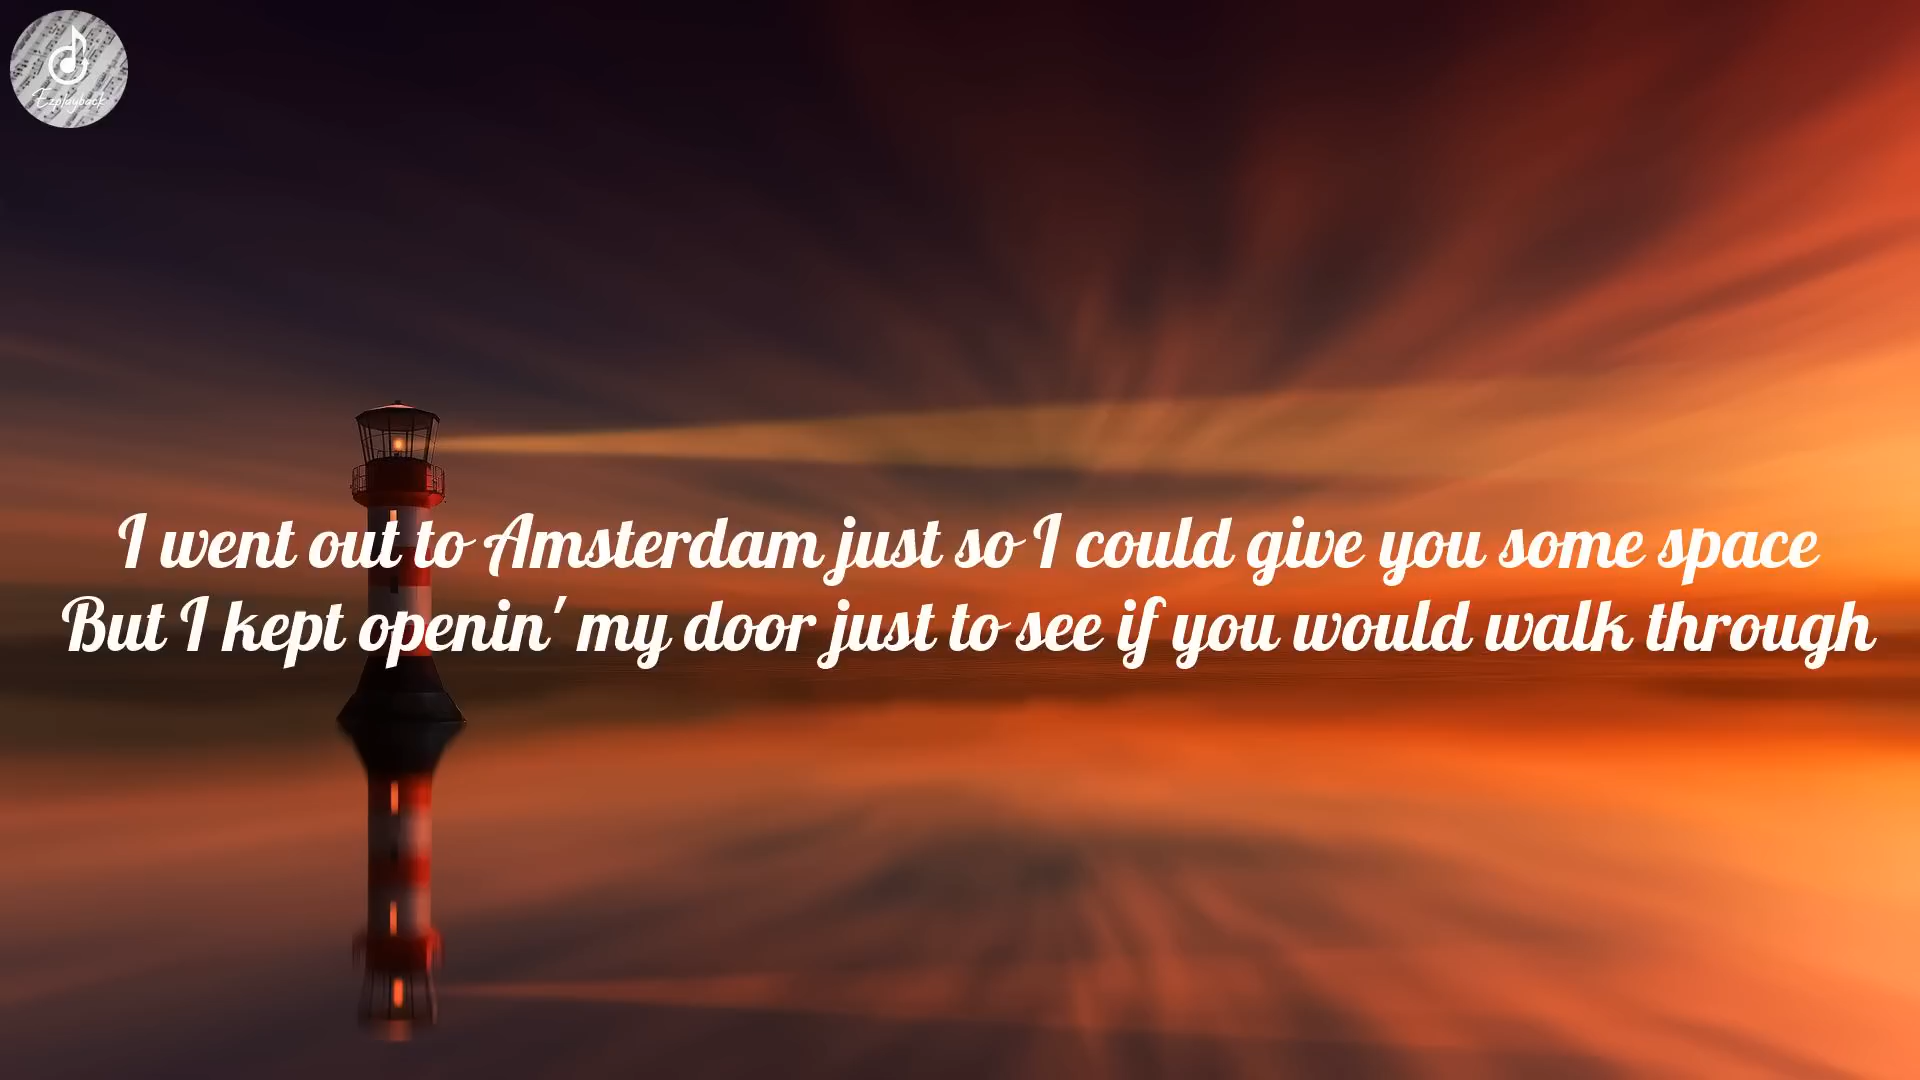 Ezplayback
I went out to Amsterdam just so I could give you some space
But I kept openin' my door just to see if you would walk through